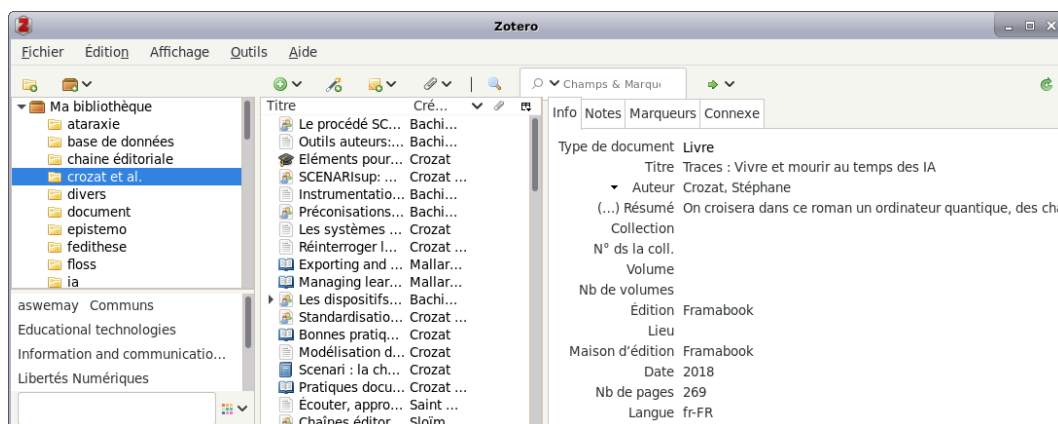 Zotero
Fichier Édition Affichage Outils Aide
Champs & Marqu
Ma bibliothèque
ataraxie
base de données
chaine éditoriale
crozat et al.
divers
document
epistemo
fedithese
floss
ia
aswemay Communs
Educational technologies
Information and communicatio...
Libertés Numériques
Titre Cré...
Le procédé SC... Bachi...
Outils auteurs:... Bachi...
Eléments pour... Crozat
SCENARIsup: ... Crozat ...
Instrumentatio... Bachi...
Préconisations... Bachi...
Les systèmes ... Crozat
Réinterroger l... Crozat ...
Exporting and ... Mallar...
Managing lear... Mallar...
Les dispositifs... Bachi...
Standardisatio... Crozat ...
Bonnes pratiq... Crozat
Modélisation d... Crozat
Scenari : la ch... Crozat
Pratiques docu... Crozat ...
Écouter, appro... Saint ...
Chaînes éditor... Sloïm
Info Notes Marqueurs Connexe
Type de document Livre
Titre Traces : Vivre et mourir au temps des IA
Auteur Crozat, Stéphane
(...) Résumé On croisera dans ce roman un ordinateur quantique, des cha
Collection
N° ds la coll.
Volume
Nb de volumes
Édition Framabook
Lieu
Maison d'édition Framabook
Date 2018
Nb de pages 269
Langue fr-FR